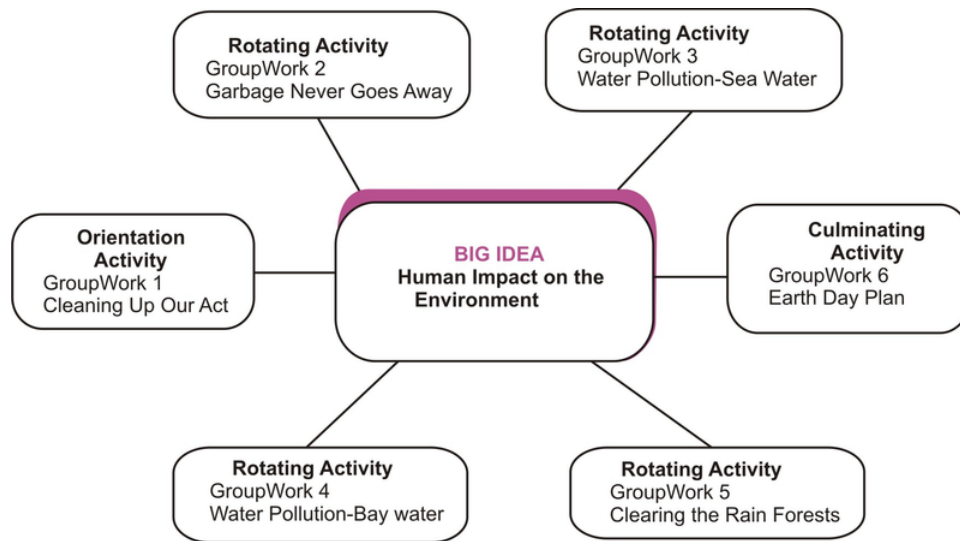 Rotating Activity
GroupWork 2
Garbage Never Goes Away
Rotating Activity
GroupWork 3
Water Pollution-Sea Water
Orientation
Activity
GroupWork 1
Cleaning Up Our Act
BIG IDEA
Human Impact on the
Environment
Culminating
Activity
GroupWork 6
Earth Day Plan
Rotating Activity
GroupWork 4
Water Pollution-Bay water
Rotating Activity
GroupWork 5
Clearing the Rain Forests